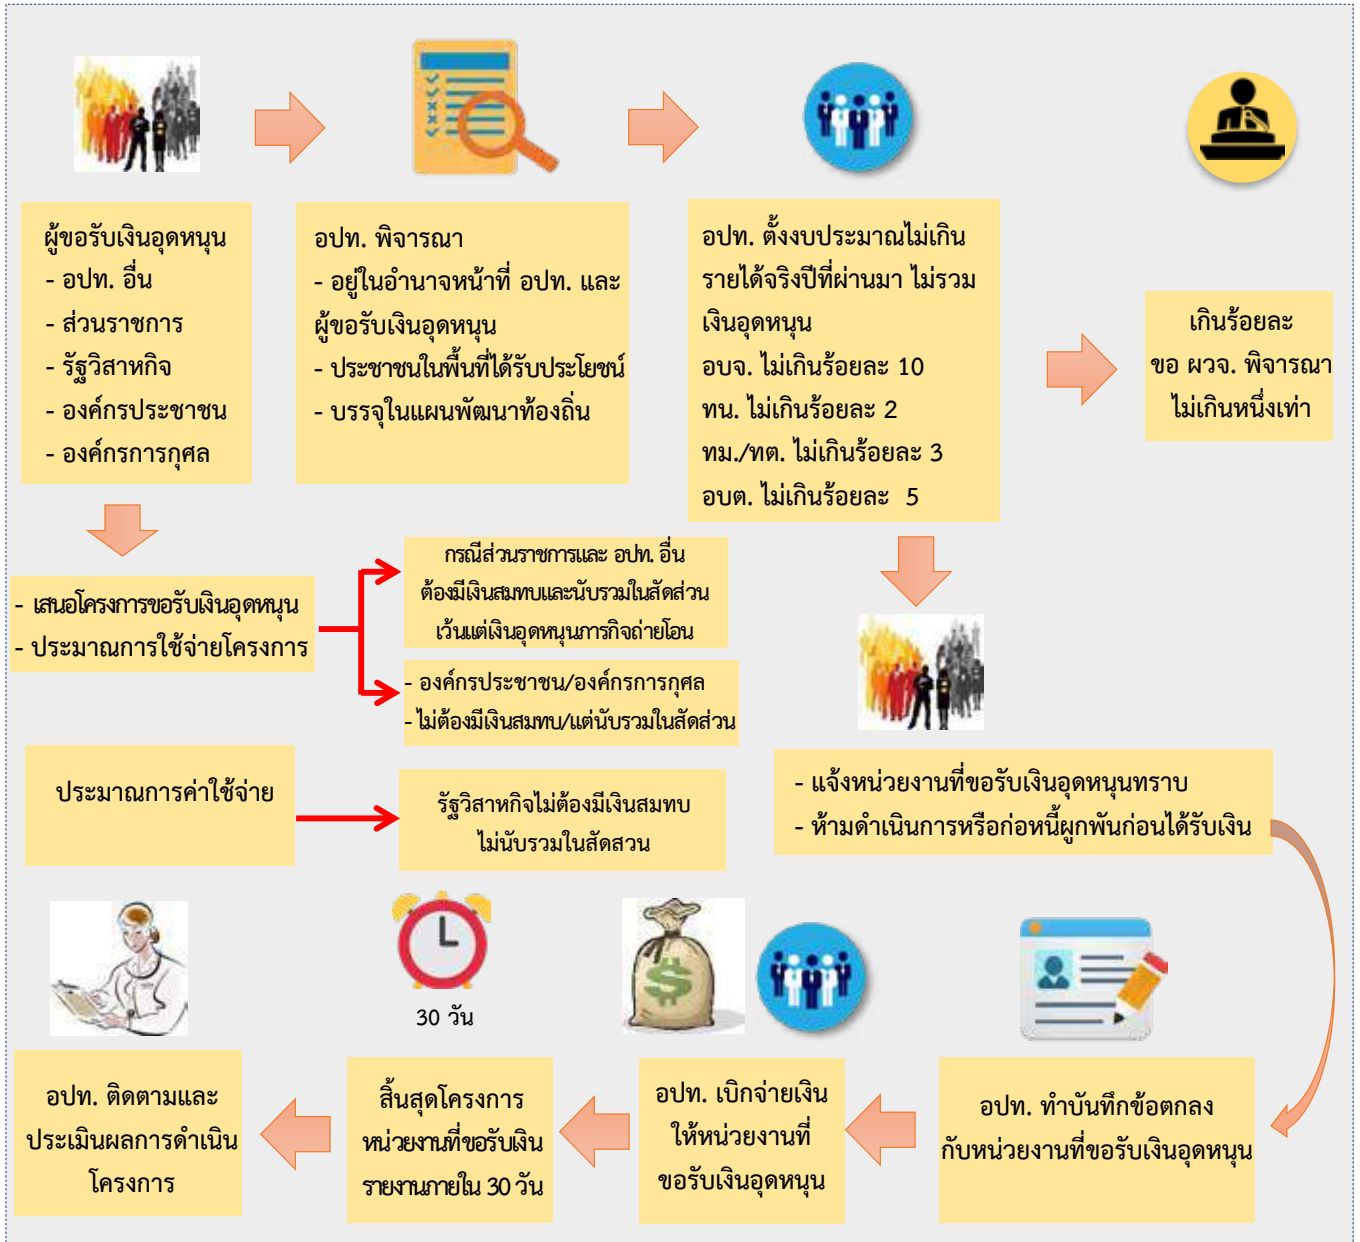 ผู้ขอรับเงินอุดหนุน
- อปท. อื่น
- ส่วนราชการ
- รัฐวิสาหกิจ
- องค์กรประชาชน
- องค์กรการกุศล
อปท. พิจารณา
- อยู่ในอำนาจหน้าที่ อปท. และ
ผู้ขอรับเงินอุดหนุน
- ประชาชนในพื้นที่ได้รับประโยชน์
- บรรจุในแผนพัฒนาท้องถิ่น
อปท. ตั้งงบประมาณไม่เกิน
รายได้จริงปีที่ผ่านมา ไม่รวม
เงินอุดหนุน
อบจ. ไม่เกินร้อยละ 10
ทน. ไม่เกินร้อยละ 2
ทม./ทต. ไม่เกินร้อยละ 3
อบต. ไม่เกินร้อยละ 5
เกินร้อยละ
ขอ ผวจ. พิจารณา
ไม่เกินหนึ่งเท่า
- เสนอโครงการขอรับเงินอุดหนุน
- ประมาณการใช้จ่ายโครงการ
กรณีส่วนราชการและ อปท. อื่น
ต้องมีเงินสมทบและนับรวมในสัดส่วน
เว้นแต่เงินอุดหนุนภารกิจถ่ายโอน
- องค์กรประชาชน/องค์กรการกุศล
- ไม่ต้องมีเงินสมทบ/แต่นับรวมในสัดส่วน
ประมาณการค่าใช้จ่าย
รัฐวิสาหกิจไม่ต้องมีเงินสมทบ
ไม่นับรวมในสัดสวน
- แจ้งหน่วยงานที่ขอรับเงินอุดหนุนทราบ
- ห้ามดำเนินการหรือก่อหนี้ผูกพันก่อนได้รับเงิน
อปท. ทำบันทึกข้อตกลง
กับหน่วยงานที่ขอรับเงินอุดหนุน
อปท. เบิกจ่ายเงิน
ให้หน่วยงานที่
ขอรับเงินอุดหนุน
30 วัน
สิ้นสุดโครงการ
หน่วยงานที่ขอรับเงิน
รายงานภายใน 30 วัน
อปท. ติดตามและ
ประเมินผลการดำเนิน
โครงการ